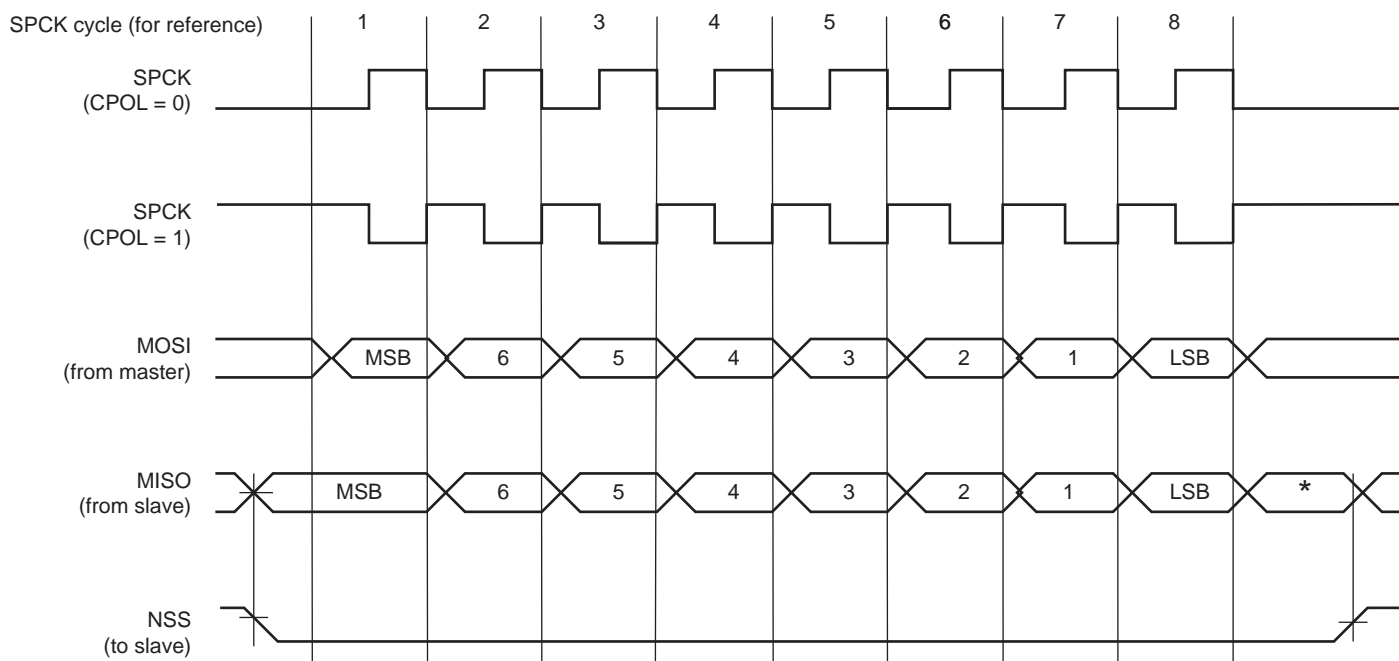 SPCK cycle (for reference) 1 2 3 4 5 6 7 8
SPCK
(CPOL = 0)
SPCK
(CPOL = 1)
MOSI
(from master)
MSB 6 5 4 3 2 1 LSB
MISO
(from slave)
MSB 6 5 4 3 2 1 LSB *
NSS
(to slave)